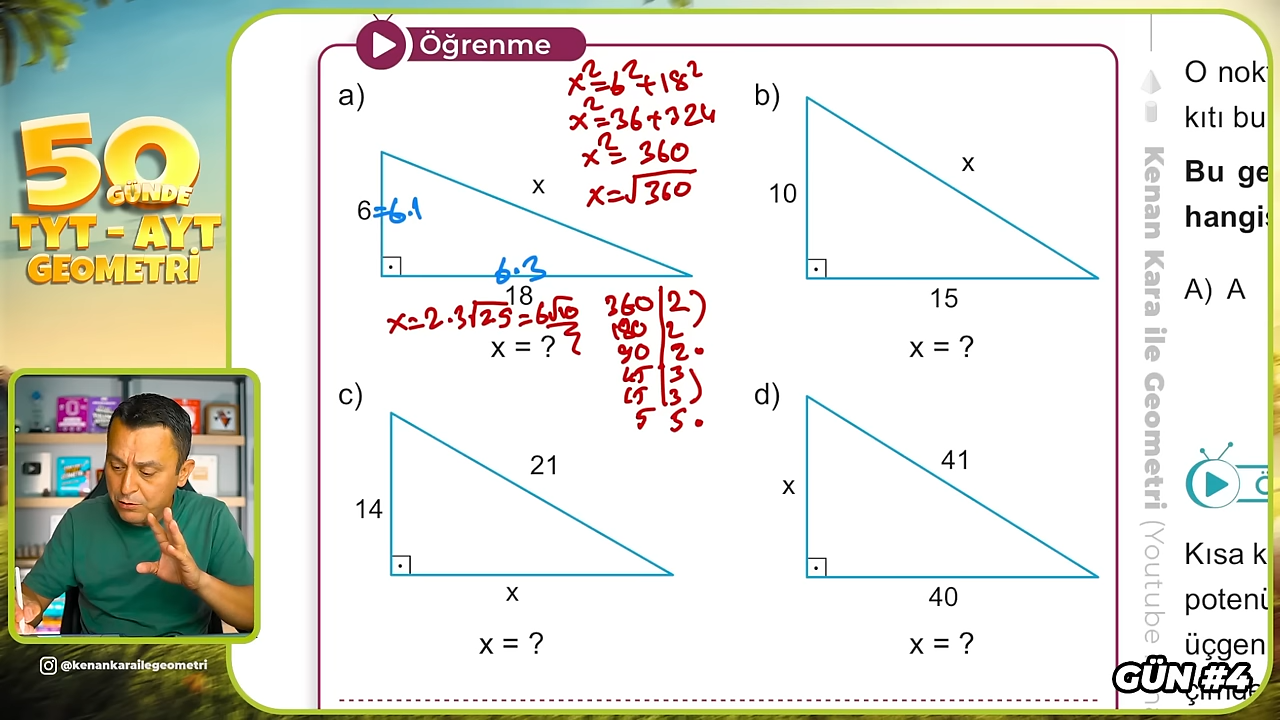 50
GÜNDE
TYT - AYT
GEOMETRİ
Öğrenme
a)
x²=6²+18²
x²=36+324
x²=360
x=√360
6=6.1
x
6.3
18
x=2.3√25=6√10
x = ?
360 2
180 2
90 2
45 3
15 3
5 5
b)
10
x
15
x = ?
c)
14
21
x
x = ?
d)
x
41
40
x = ?
Kenan Kara ile Geometri (Youtube
O nok
kıtı bu
Bu ge
hangis
A) A
Kısa k
potenü
üçgen
GÜN #4
@kenankarailegeometri